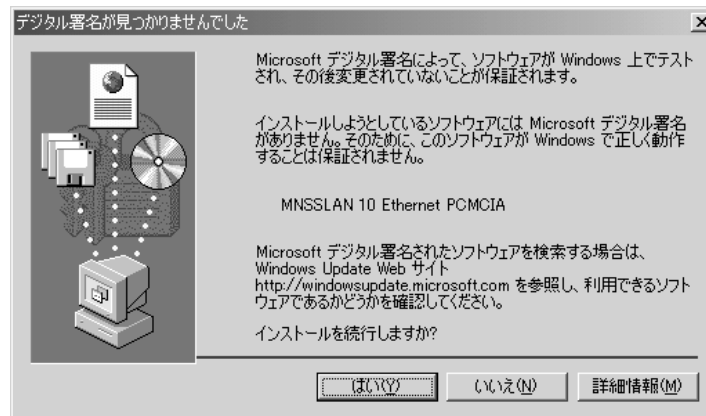 デジタル署名が見つかりませんでした
Microsoft デジタル署名によって、ソフトウェアが Windows 上でテスト
され、その後変更されていないことが保証されます。
インストールしようとしているソフトウェアには Microsoft デジタル署名
がありません。そのために、このソフトウェアが Windows で正しく動作
することは保証されません。
MNSSLAN 10 Ethernet PCMCIA
Microsoft デジタル署名されたソフトウェアを検索する場合は、
Windows Update Web サイト
http://windowsupdate.microsoft.com を参照し、利用できるソフト
ウェアであるかどうかを確認してください。
インストールを続行しますか?
はい(Y) いいえ(N) 詳細情報(M)